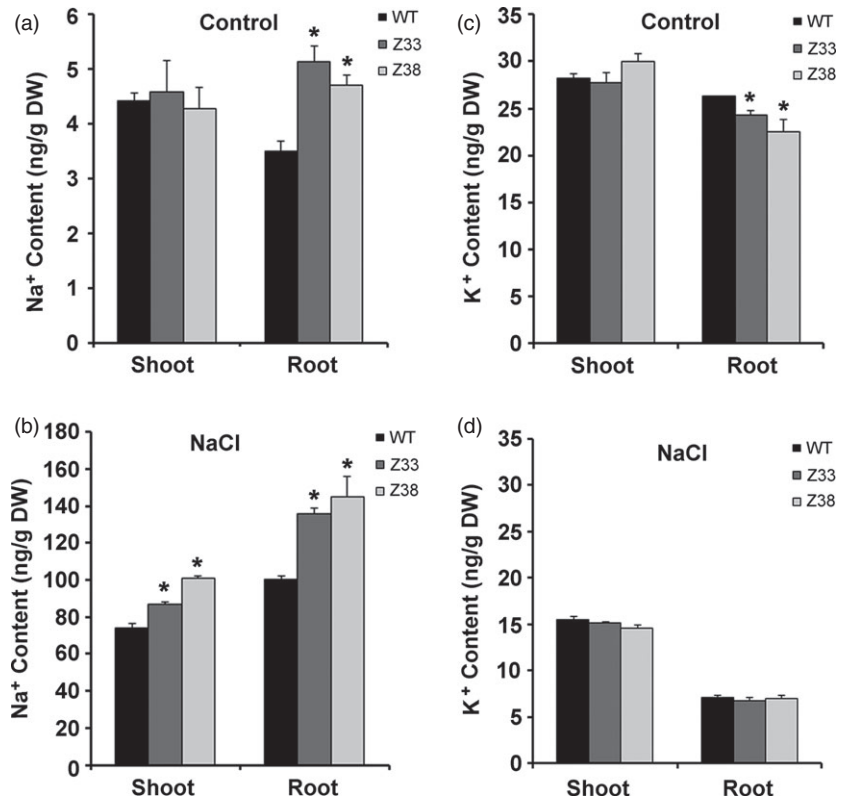 (a)
Control
WT
Z33
Z38
Na⁺ Content (ng/g DW)
6
5
4
3
2
1
0
*
*
Shoot
Root
(c)
Control
WT
Z33
Z38
K⁺ Content (ng/g DW)
35
30
25
20
15
10
5
0
*
*
Shoot
Root
(b)
NaCl
WT
Z33
Z38
Na⁺ Content (ng/g DW)
180
160
140
120
100
80
60
40
20
0
*
*
*
*
Shoot
Root
(d)
NaCl
WT
Z33
Z38
K⁺ Content (ng/g DW)
35
30
25
20
15
10
5
0
Shoot
Root